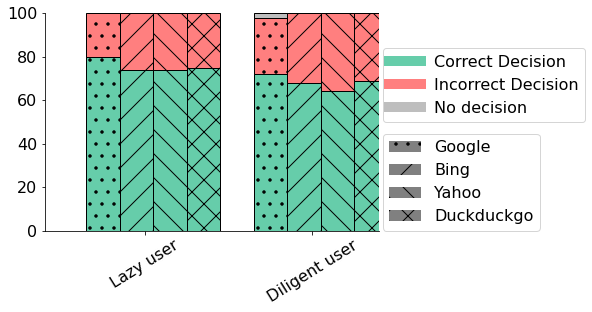 100
80
60
40
20
0
Lazy user
Diligent user
Correct Decision
Incorrect Decision
No decision
Google
Bing
Yahoo
Duckduckgo